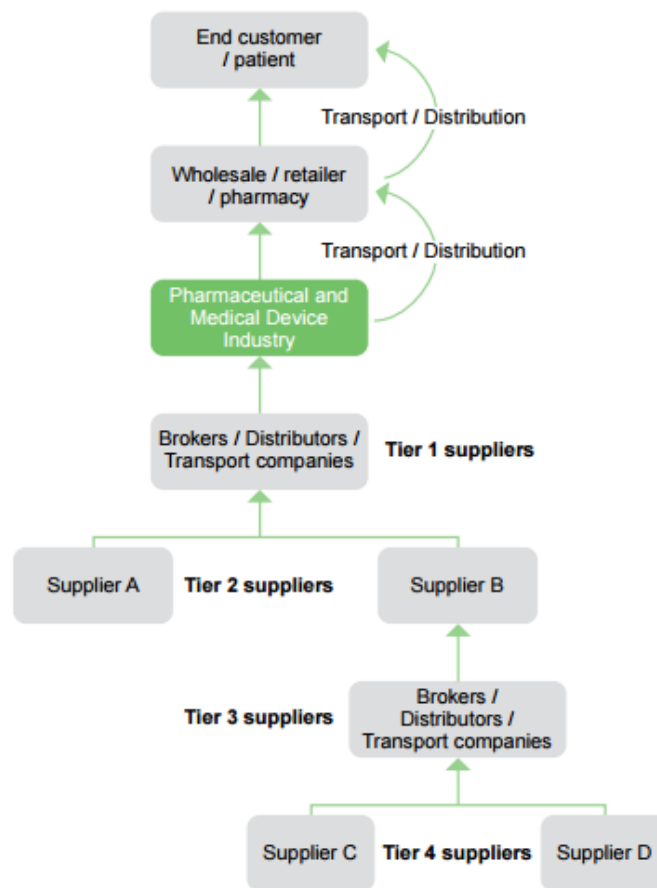 End customer
/ patient
Transport / Distribution
Wholesale / retailer
/ pharmacy
Transport / Distribution
Pharmaceutical and
Medical Device
Industry
Brokers / Distributors /
Transport companies
Tier 1 suppliers
Supplier A
Tier 2 suppliers
Supplier B
Tier 3 suppliers
Brokers /
Distributors /
Transport companies
Supplier C
Tier 4 suppliers
Supplier D